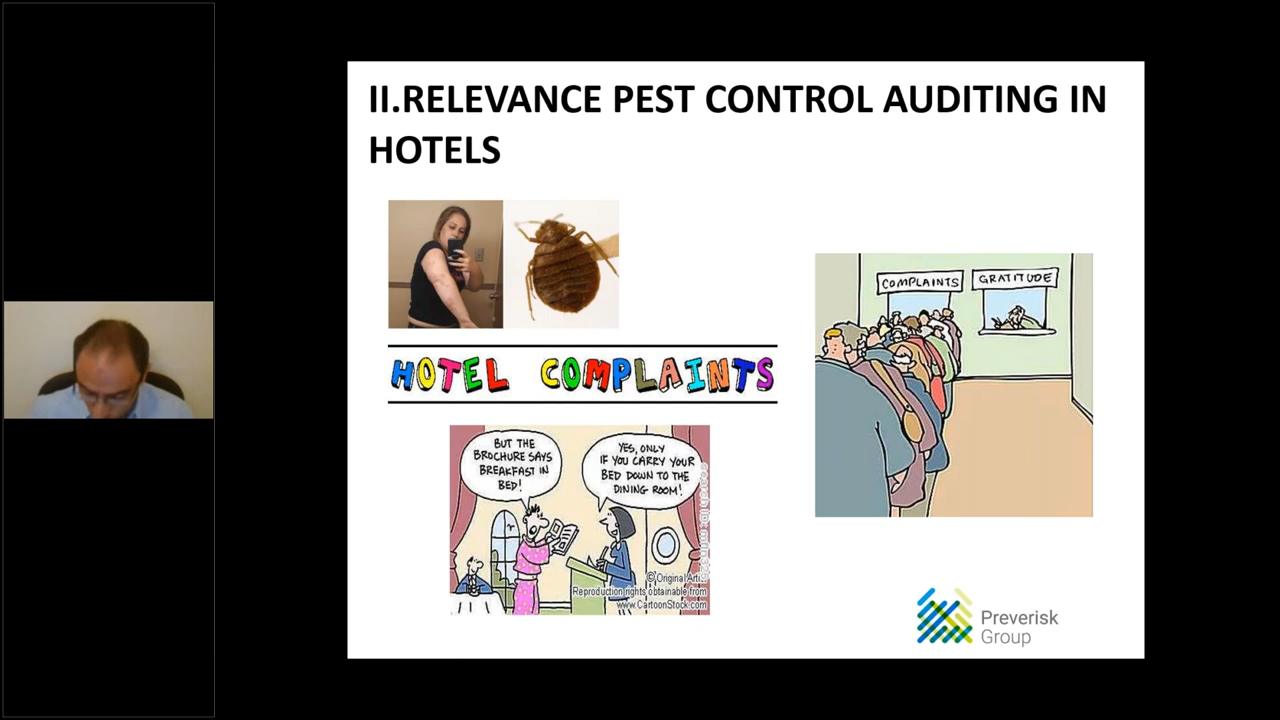 II.RELEVANCE PEST CONTROL AUDITING IN
HOTELS
HOTEL COMPLAINTS
COMPLAINTS
GRATITUDE
BUT THE
BROCHURE SAYS
BREAKFAST IN
BED!
YES, ONLY
IF YOU CARRY YOUR
BED DOWN TO THE
DINING ROOM!
© Original Arti
Reproduction rights obtainable from
www.CartoonStock.com
Preverisk
Group